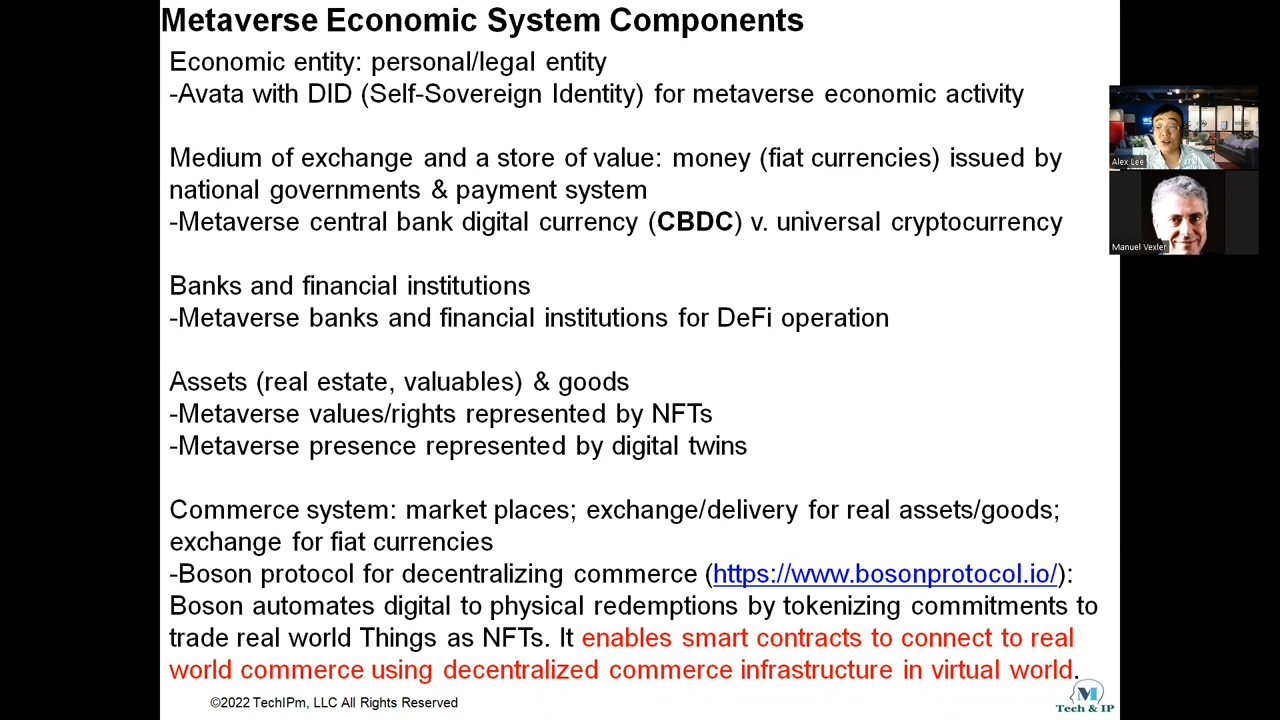 Metaverse Economic System Components
Economic entity: personal/legal entity
-Avata with DID (Self-Sovereign Identity) for metaverse economic activity
Medium of exchange and a store of value: money (fiat currencies) issued by
national governments & payment system
-Metaverse central bank digital currency (CBDC) v. universal cryptocurrency
Banks and financial institutions
-Metaverse banks and financial institutions for DeFi operation
Assets (real estate, valuables) & goods
-Metaverse values/rights represented by NFTs
-Metaverse presence represented by digital twins
Commerce system: market places; exchange/delivery for real assets/goods;
exchange for fiat currencies
-Boson protocol for decentralizing commerce (https://www.bosonprotocol.io/):
Boson automates digital to physical redemptions by tokenizing commitments to
trade real world Things as NFTs. It enables smart contracts to connect to real
world commerce using decentralized commerce infrastructure in virtual world.
©2022 TechIPm, LLC All Rights Reserved
M
Tech & IP
Alex Lee
Manuel Vexler